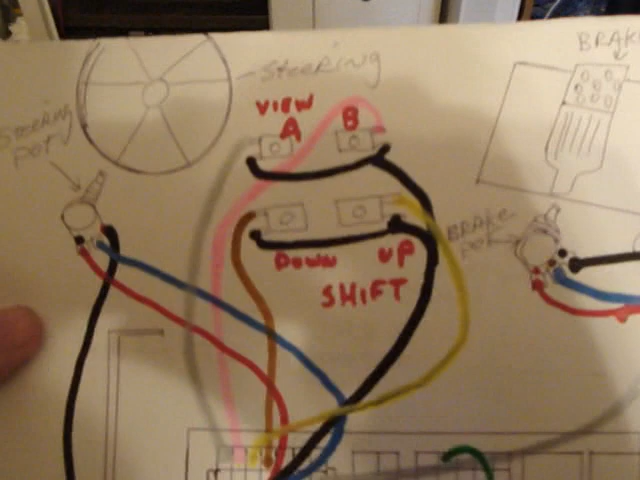 Steering
BRAKE
VIEW
A B
Steering
POT
BRAKE
POT
DOWN UP
SHIFT